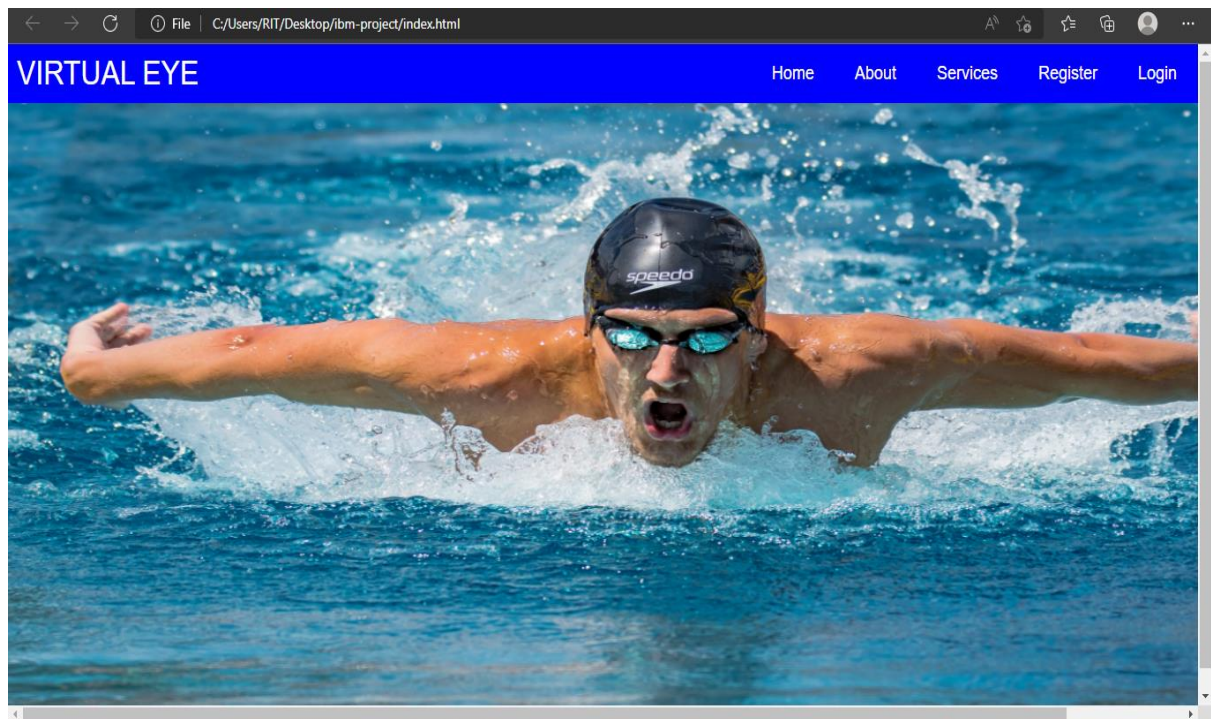 File | C:/Users/RIT/Desktop/ibm-project/index.html
VIRTUAL EYE Home About Services Register Login
speedo